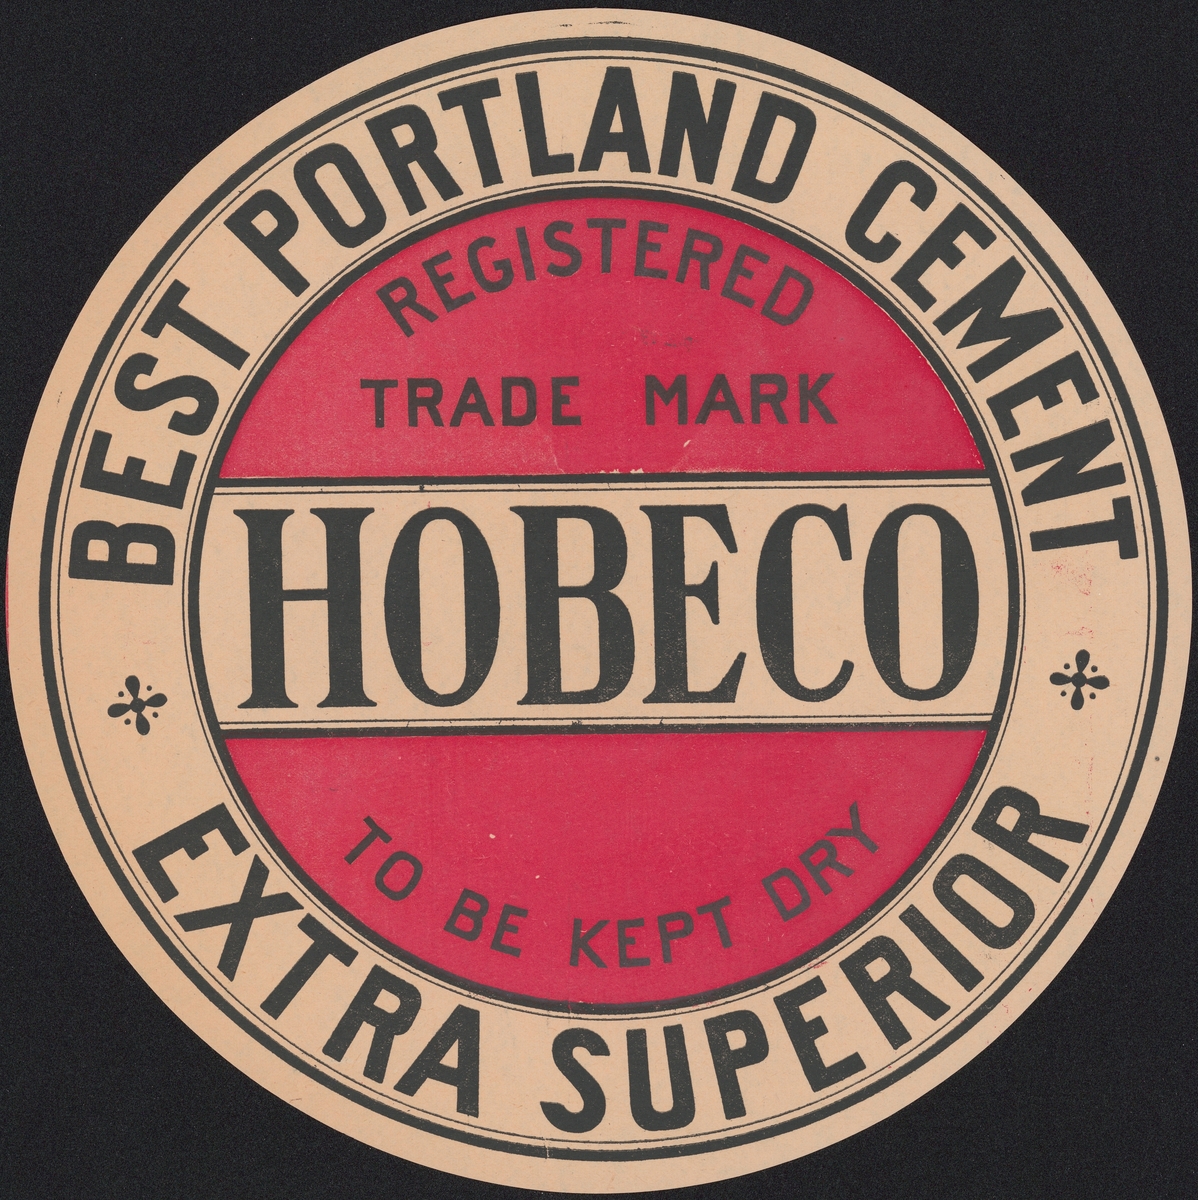 BEST PORTLAND CEMENT
REGISTERED
TRADE MARK
HOBECO
TO BE KEPT DRY
EXTRA SUPERIOR